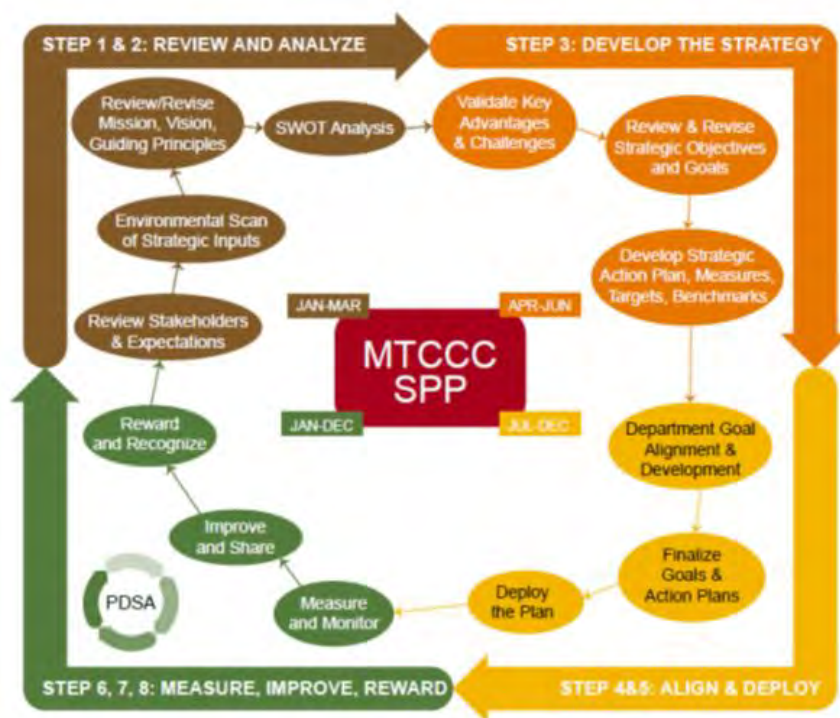 STEP 1 & 2: REVIEW AND ANALYZE
STEP 3: DEVELOP THE STRATEGY
Review/Revise
Mission, Vision,
Guiding Principles
SWOT Analysis
Validate Key
Advantages
& Challenges
Review & Revise
Strategic Objectives
and Goals
Environmental Scan
of Strategic Inputs
Develop Strategic
Action Plan, Measures,
Targets, Benchmarks
Review Stakeholders
& Expectations
JAN-MAR
APR-JUN
MTCCC
SPP
JAN-DEC
JUL-DEC
Reward
and Recognize
Department Goal
Alignment &
Development
Improve
and Share
Finalize
Goals &
Action Plans
PDSA
Measure
and Monitor
Deploy
the Plan
STEP 6, 7, 8: MEASURE, IMPROVE, REWARD
STEP 4&5: ALIGN & DEPLOY